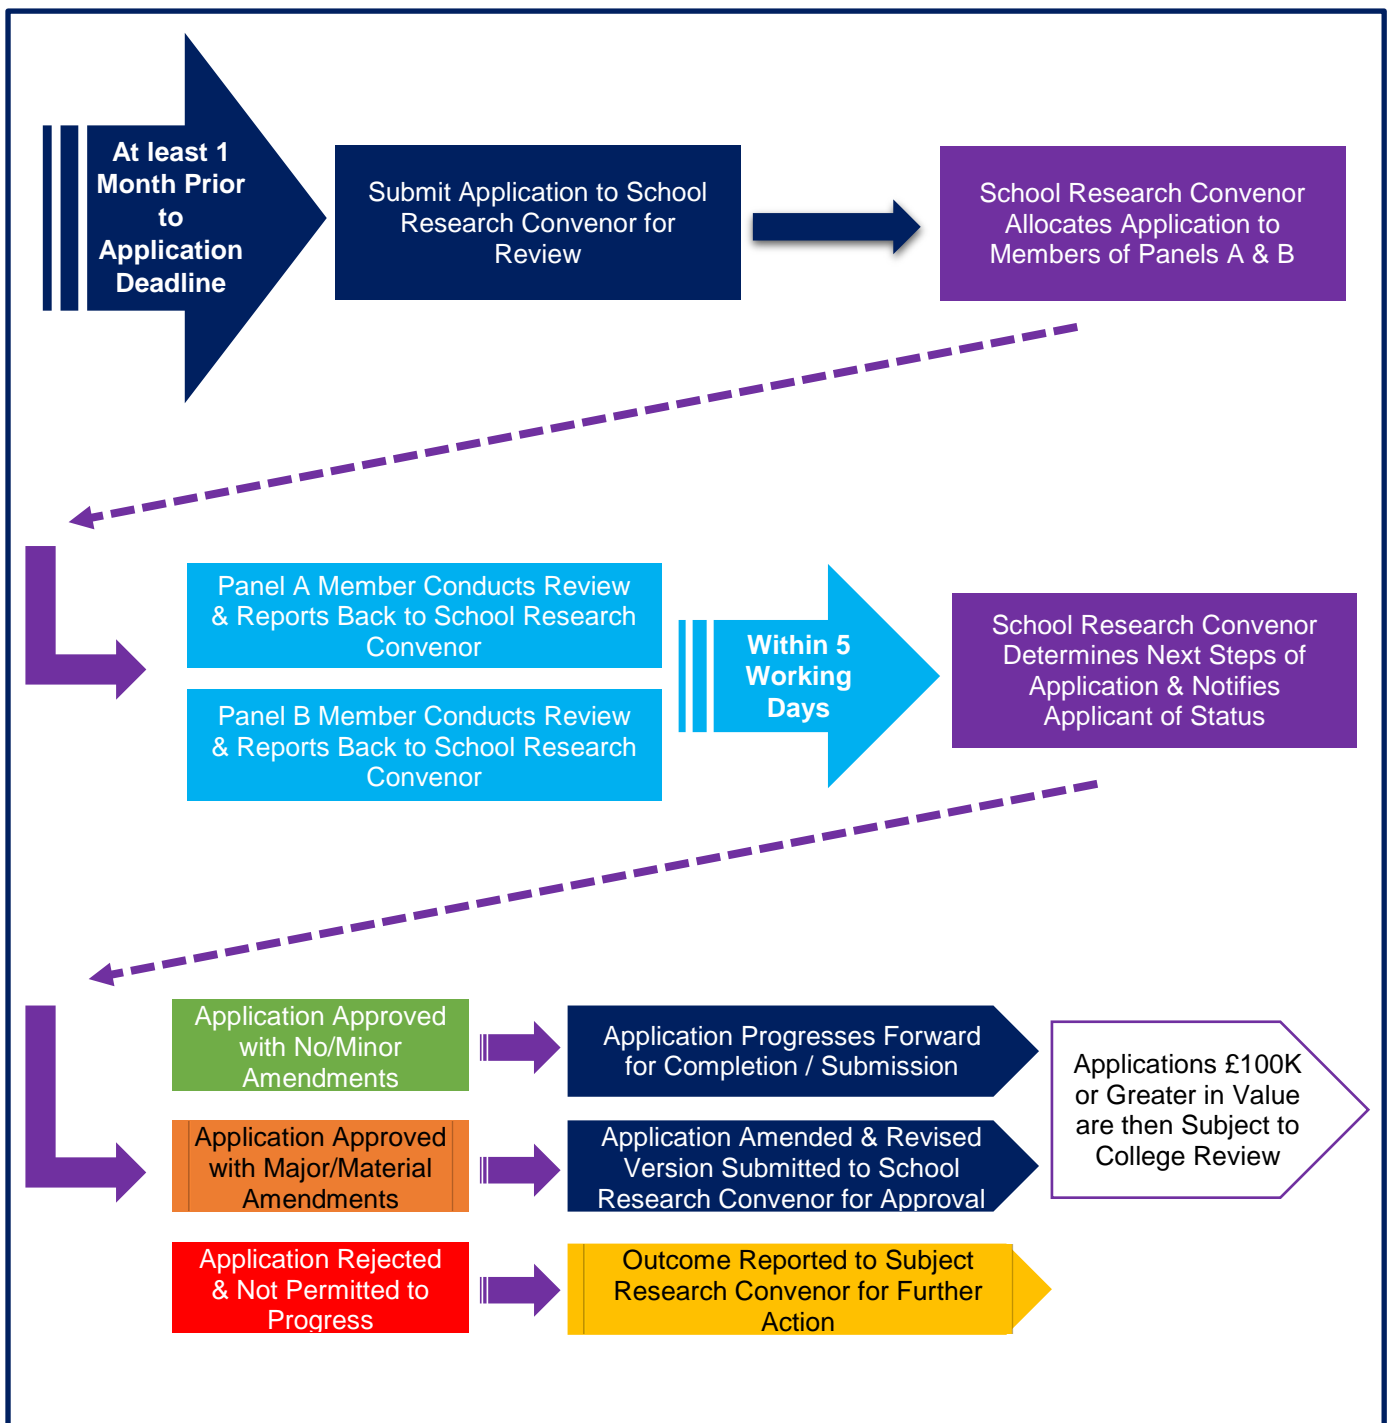 At least 1
Month Prior
to
Application
Deadline
Submit Application to School
Research Convenor for
Review
School Research Convenor
Allocates Application to
Members of Panels A & B
Panel A Member Conducts Review
& Reports Back to School Research
Convenor
Panel B Member Conducts Review
& Reports Back to School Research
Convenor
Within 5
Working
Days
School Research Convenor
Determines Next Steps of
Application & Notifies
Applicant of Status
Application Approved
with No/Minor
Amendments
Application Progresses Forward
for Completion / Submission
Applications £100K
or Greater in Value
are then Subject to
College Review
Application Approved
with Major/Material
Amendments
Application Amended & Revised
Version Submitted to School
Research Convenor for Approval
Application Rejected
& Not Permitted to
Progress
Outcome Reported to Subject
Research Convenor for Further
Action